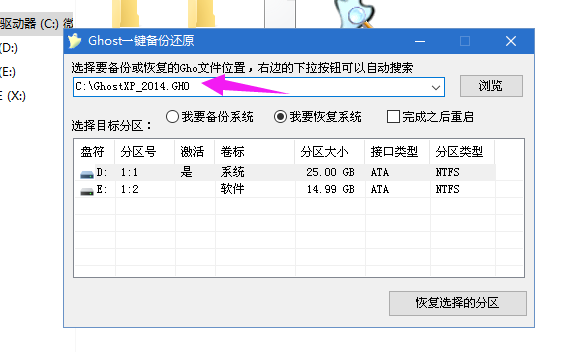 驱动器 (C:) 微
(D:)
(E:)
E (X:)
Ghost一键备份还原
选择要备份或恢复的Gho文件位置，右边的下拉按钮可以自动搜索
C:\GhostXP_2014.GHO
浏览
选择目标分区：
我要备份系统
我要恢复系统
完成之后重启
盘符 分区号 激活 卷标 分区大小 接口类型 分区类型
D: 1:1 是 系统 25.00 GB ATA NTFS
E: 1:2 软件 14.99 GB ATA NTFS
恢复选择的分区